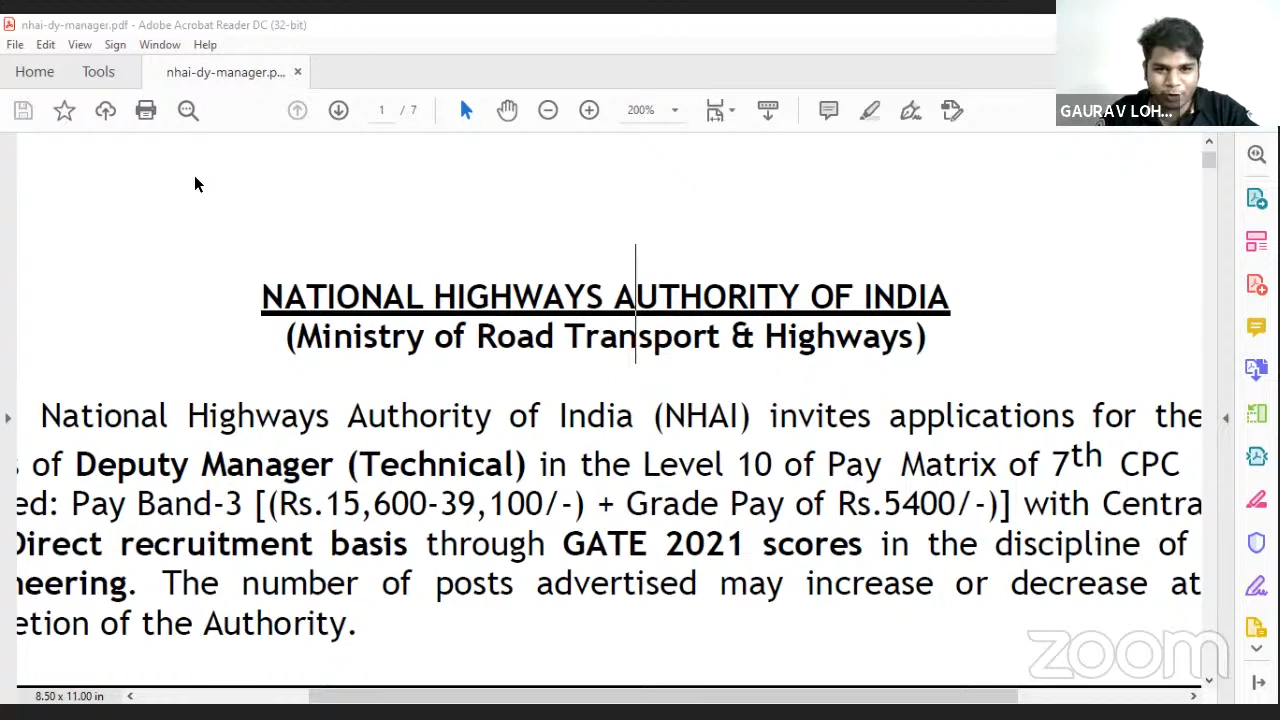 nhai-dy-manager.pdf - Adobe Acrobat Reader DC (32-bit)
File Edit View Sign Window Help
Home Tools nhai-dy-manager.p... ×
1 / 7 200%
GAURAV LOH...
NATIONAL HIGHWAYS AUTHORITY OF INDIA
(Ministry of Road Transport & Highways)
National Highways Authority of India (NHAI) invites applications for the
of Deputy Manager (Technical) in the Level 10 of Pay Matrix of 7th CPC
ed: Pay Band-3 [(Rs.15,600-39,100/-) + Grade Pay of Rs.5400/-)] with Centra
Direct recruitment basis through GATE 2021 scores in the discipline of
neering. The number of posts advertised may increase or decrease at
etion of the Authority.
zoom
8.50 x 11.00 in